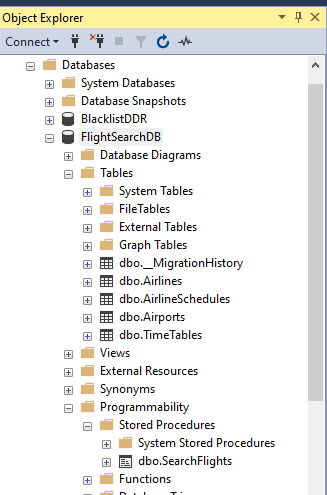 Object Explorer
Connect
Databases
System Databases
Database Snapshots
BlacklistDDR
FlightSearchDB
Database Diagrams
Tables
System Tables
FileTables
External Tables
Graph Tables
dbo.__MigrationHistory
dbo.Airlines
dbo.AirlineSchedules
dbo.Airports
dbo.TimeTables
Views
External Resources
Synonyms
Programmability
Stored Procedures
System Stored Procedures
dbo.SearchFlights
Functions